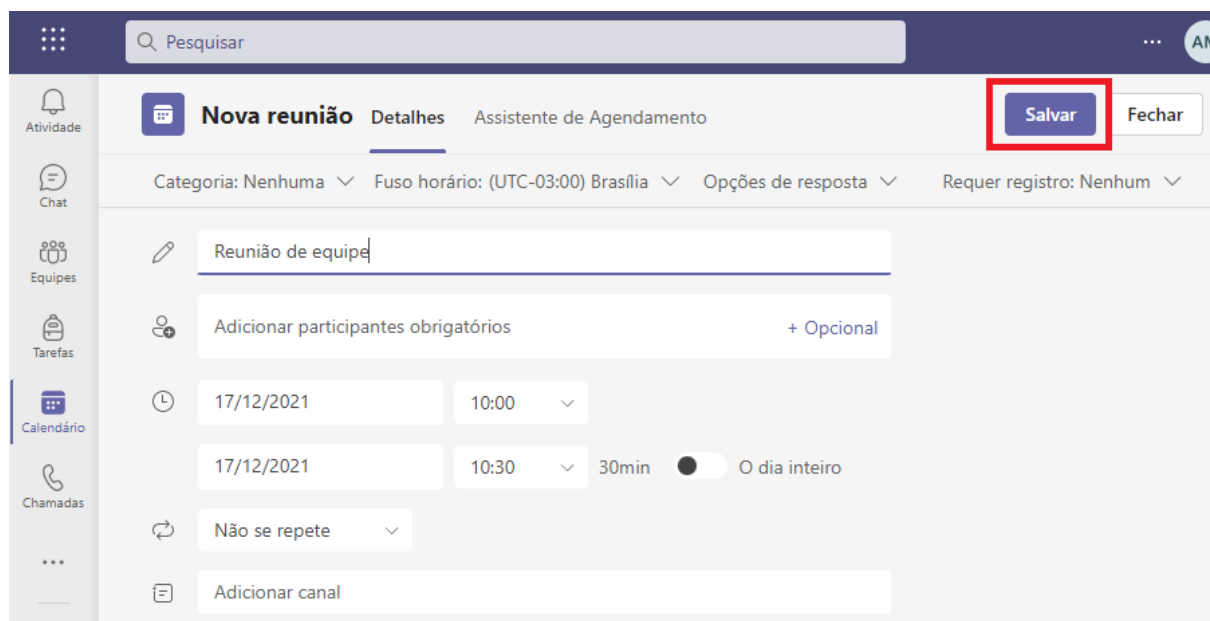 Pesquisar
Atividade
Chat
Equipes
Tarefas
Calendário
Chamadas
Nova reunião Detalhes Assistente de Agendamento Salvar Fechar
Categoria: Nenhuma Fuso horário: (UTC-03:00) Brasília Opções de resposta Requer registro: Nenhum
Reunião de equipe
Adicionar participantes obrigatórios + Opcional
17/12/2021 10:00
17/12/2021 10:30 30min O dia inteiro
Não se repete
Adicionar canal